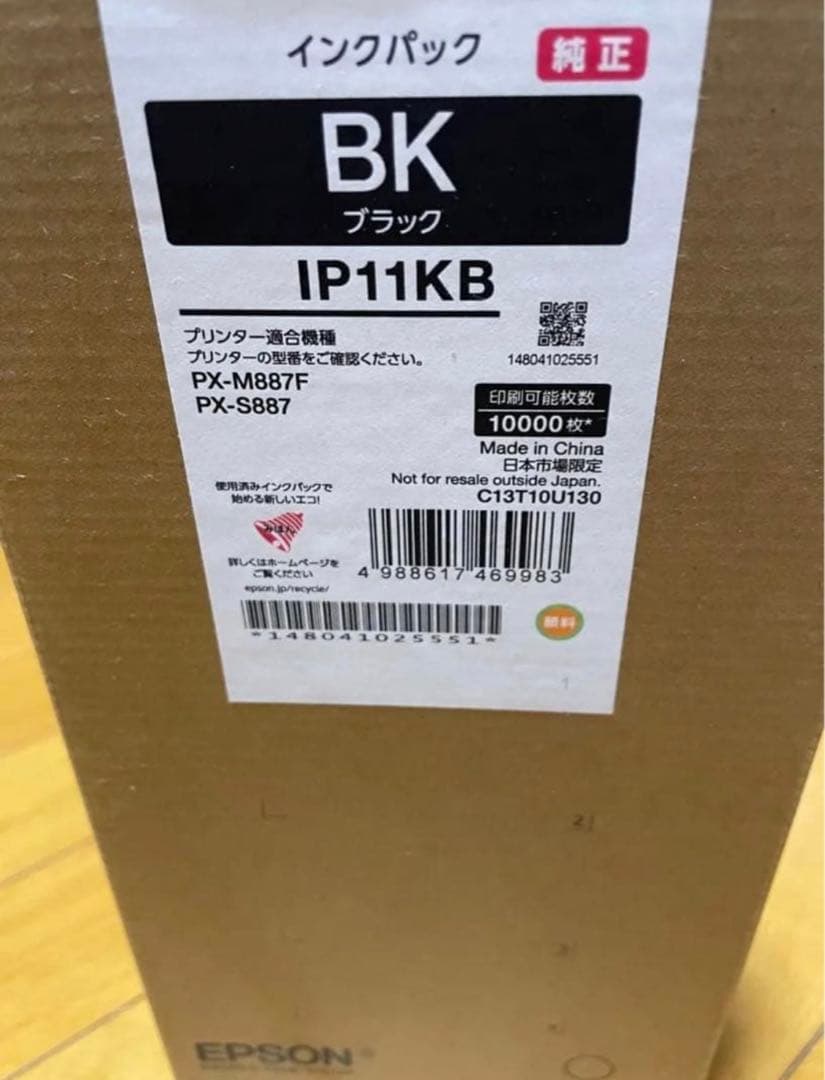 インクパック
純正
BK
ブラック
IP11KB
プリンター適合機種
プリンターの型番をご確認ください。
PX-M887F
PX-S887
148041025551
印刷可能枚数
10000枚*
Made in China
日本市場限定
Not for resale outside Japan.
C13T10U130
使用済みインクパックで
始める新しいエコ!
みほん
詳しくはホームページを
ご覧ください
epson.jp/recycle/
4 988617 469983
*148041025551*
顔料
1
2
3
EPSON